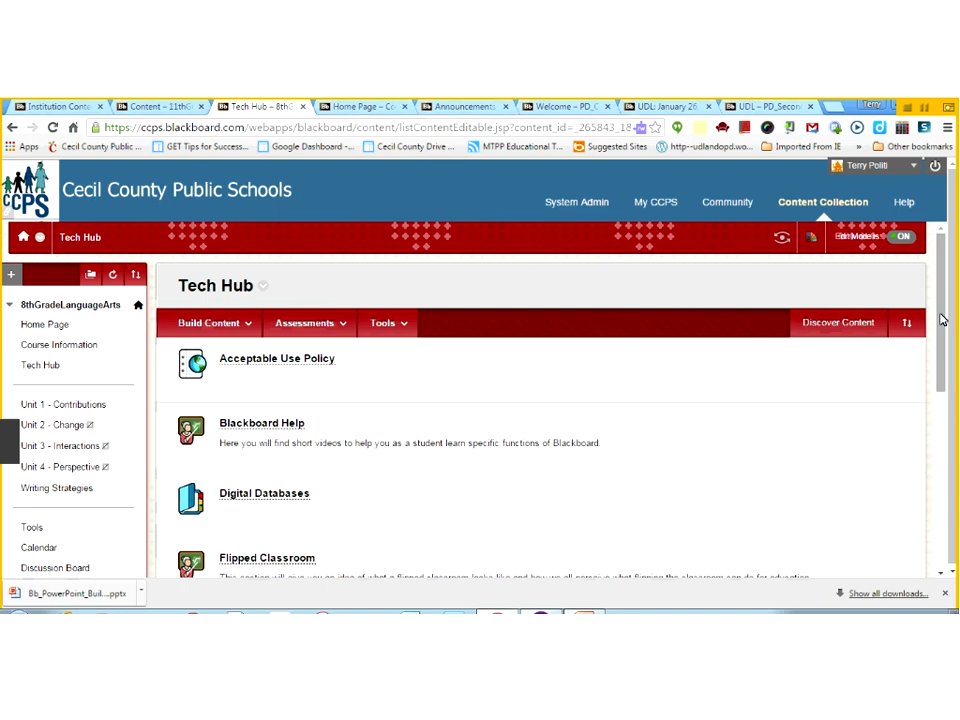 Institution Conte
Content – 11thG
Tech Hub – 8thG
Home Page – Co
Announcements
Welcome – PD_C
UDL: January 26,
UDL – PD_Secon
Terry
https://ccps.blackboard.com/webapps/blackboard/content/listContentEditable.jsp?content_id=_265843_18
Apps
Cecil County Public ...
GET Tips for Success...
Google Dashboard -...
Cecil County Drive ...
MTPP Educational T...
Suggested Sites
http--udlandopd.wo...
Imported From IE
»
Other bookmarks
Terry Politi
CCPS
Cecil County Public Schools
System Admin
My CCPS
Community
Content Collection
Help
Tech Hub
ON
8thGradeLanguageArts
Home Page
Course Information
Tech Hub
Unit 1 - Contributions
Unit 2 - Change
Unit 3 - Interactions
Unit 4 - Perspective
Writing Strategies
Tools
Calendar
Discussion Board
Tech Hub
Build Content
Assessments
Tools
Discover Content
Acceptable Use Policy
Blackboard Help
Here you will find short videos to help you as a student learn specific functions of Blackboard.
Digital Databases
Flipped Classroom
Bb_PowerPoint_Buil....pptx
Show all downloads...